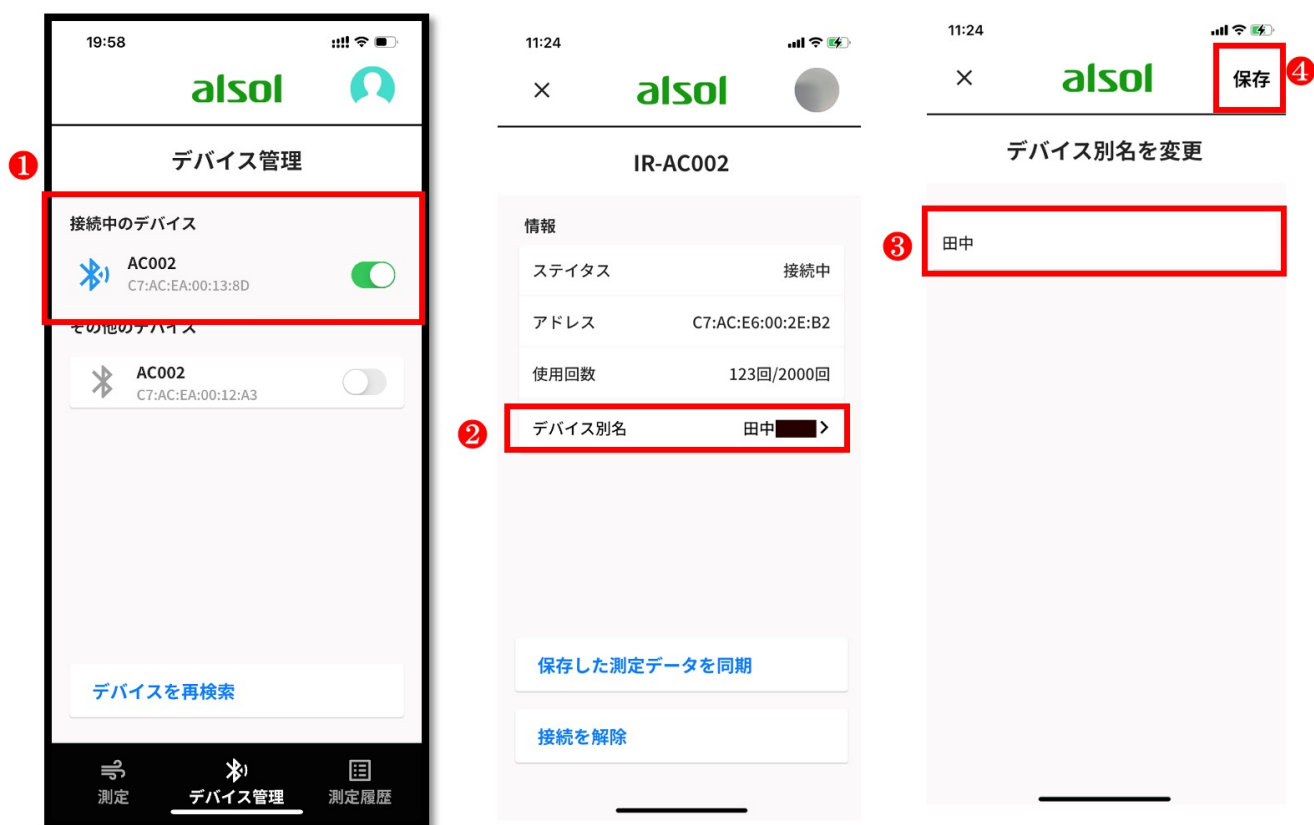 ❶
19:58
alsol
デバイス管理
接続中のデバイス
AC002
C7:AC:EA:00:13:8D
その他のデバイス
AC002
C7:AC:EA:00:12:A3
デバイスを再検索
測定
デバイス管理
測定履歴
❷
11:24
alsol
IR-AC002
情報
ステイタス 接続中
アドレス C7:AC:E6:00:2E:B2
使用回数 123回/2000回
デバイス別名 田中
保存した測定データを同期
接続を解除
❸
11:24
alsol
保存
❹
デバイス別名を変更
田中